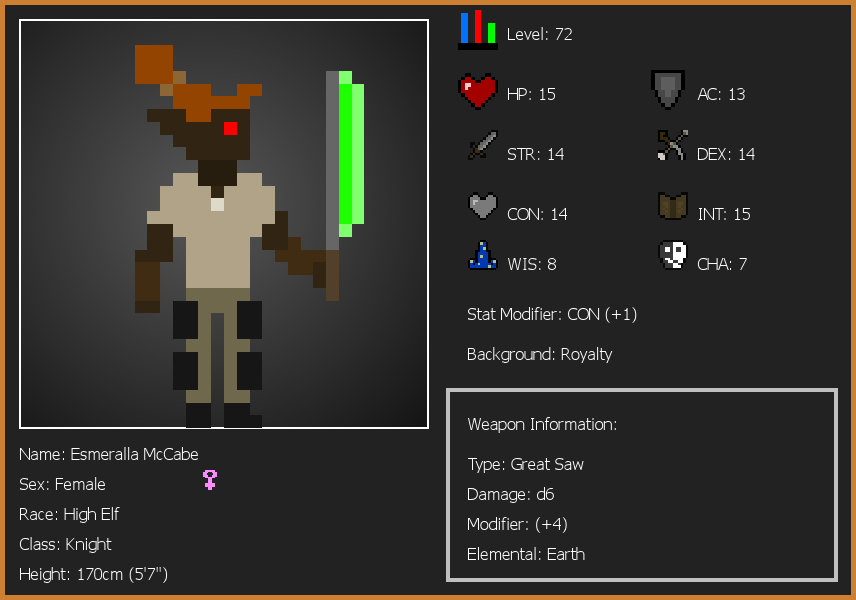 Level: 72
HP: 15
AC: 13
STR: 14
DEX: 14
CON: 14
INT: 15
WIS: 8
CHA: 7
Stat Modifier: CON (+1)
Background: Royalty
Weapon Information:
Type: Great Saw
Damage: d6
Modifier: (+4)
Elemental: Earth
Name: Esmeralla McCabe
Sex: Female
Race: High Elf
Class: Knight
Height: 170cm (5'7")